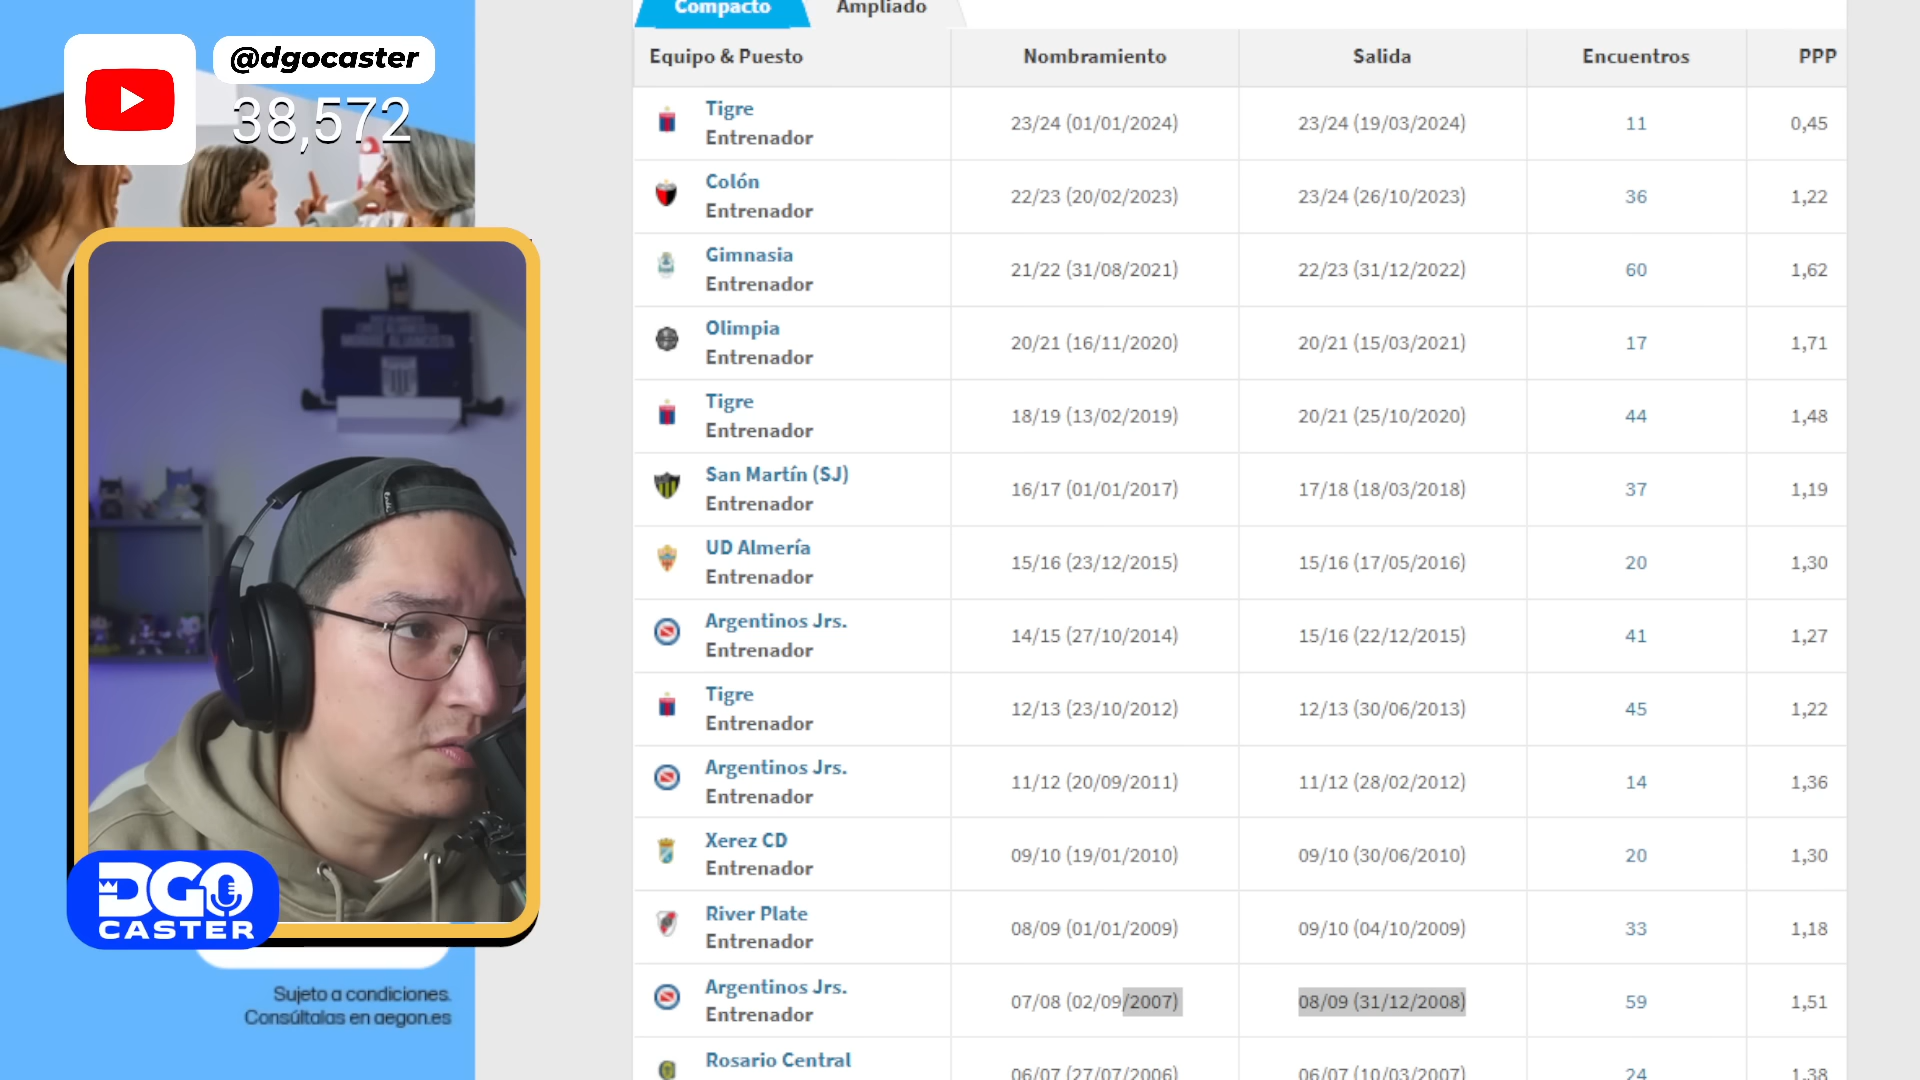 Compacto
Ampliado
@dgocaster
38,572
Equipo & Puesto Nombramiento Salida Encuentros PPP
Tigre
Entrenador 23/24 (01/01/2024) 23/24 (19/03/2024) 11 0,45
Colón
Entrenador 22/23 (20/02/2023) 23/24 (26/10/2023) 36 1,22
Gimnasia
Entrenador 21/22 (31/08/2021) 22/23 (31/12/2022) 60 1,62
Olimpia
Entrenador 20/21 (16/11/2020) 20/21 (15/03/2021) 17 1,71
Tigre
Entrenador 18/19 (13/02/2019) 20/21 (25/10/2020) 44 1,48
San Martín (SJ)
Entrenador 16/17 (01/01/2017) 17/18 (18/03/2018) 37 1,19
UD Almería
Entrenador 15/16 (23/12/2015) 15/16 (17/05/2016) 20 1,30
Argentinos Jrs.
Entrenador 14/15 (27/10/2014) 15/16 (22/12/2015) 41 1,27
Tigre
Entrenador 12/13 (23/10/2012) 12/13 (30/06/2013) 45 1,22
Argentinos Jrs.
Entrenador 11/12 (20/09/2011) 11/12 (28/02/2012) 14 1,36
Xerez CD
Entrenador 09/10 (19/01/2010) 09/10 (30/06/2010) 20 1,30
River Plate
Entrenador 08/09 (01/01/2009) 09/10 (04/10/2009) 33 1,18
Argentinos Jrs.
Entrenador 07/08 (02/09/2007) 08/09 (31/12/2008) 59 1,51
Rosario Central
06/07 (27/07/2006) 06/07 (10/03/2007) 24 1,38
DGO
CASTER
Sujeto a condiciones.
Consúltalas en aegon.es